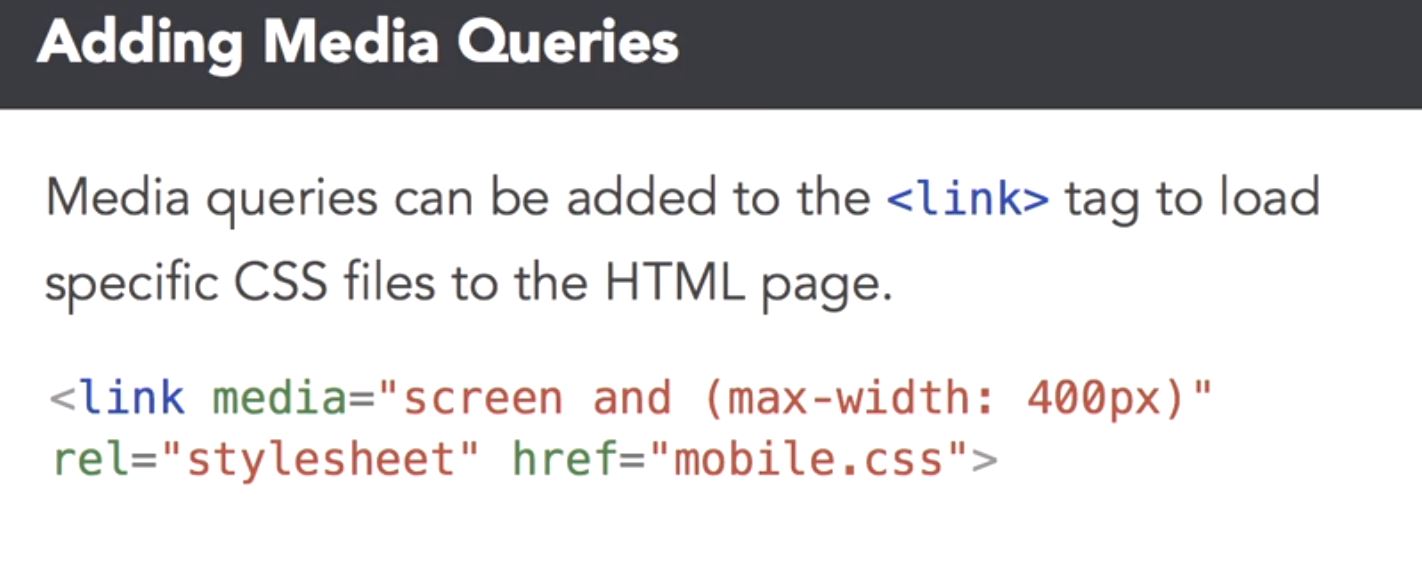 Adding Media Queries
Media queries can be added to the <link> tag to load
specific CSS files to the HTML page.
<link media="screen and (max-width: 400px)"
rel="stylesheet" href="mobile.css">